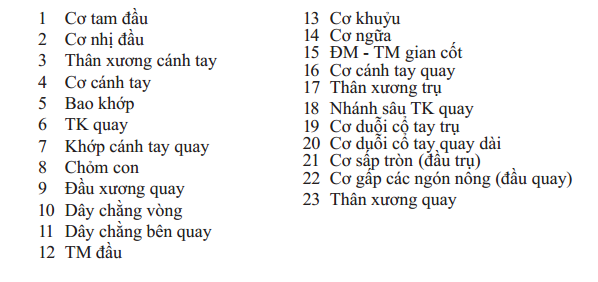 1 Cơ tam đầu
2 Cơ nhị đầu
3 Thân xương cánh tay
4 Cơ cánh tay
5 Bao khớp
6 TK quay
7 Khớp cánh tay quay
8 Chỏm con
9 Đầu xương quay
10 Dây chằng vòng
11 Dây chằng bên quay
12 TM đầu
13 Cơ khuỷu
14 Cơ ngữa
15 ĐM - TM gian cốt
16 Cơ cánh tay quay
17 Thân xương trụ
18 Nhánh sâu TK quay
19 Cơ duỗi cổ tay trụ
20 Cơ duỗi cổ tay quay dài
21 Cơ sấp tròn (đầu trụ)
22 Cơ gấp các ngón nông (đầu quay)
23 Thân xương quay